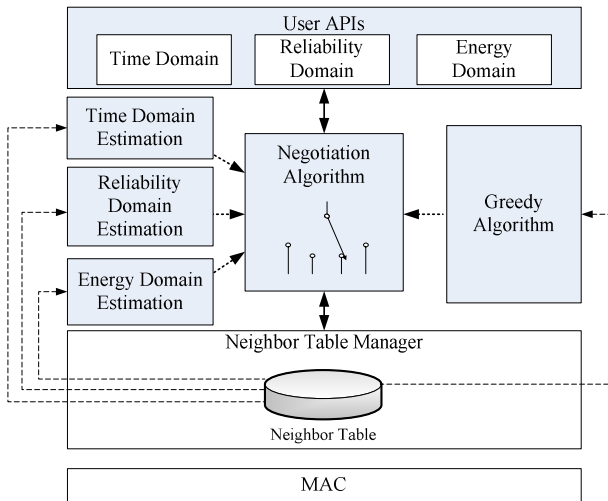 User APIs
Time Domain
Reliability
Domain
Energy
Domain
Time Domain
Estimation
Reliability
Domain
Estimation
Energy Domain
Estimation
Negotiation
Algorithm
Greedy
Algorithm
Neighbor Table Manager
Neighbor Table
MAC